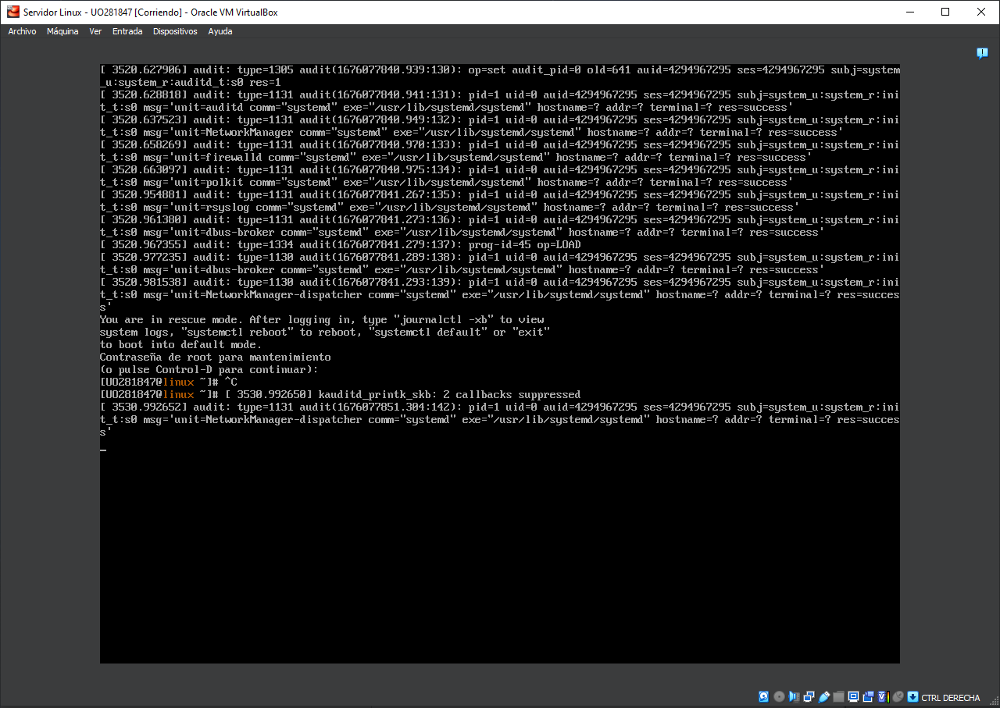 Servidor Linux - UO281847 [Corriendo] - Oracle VM VirtualBox
Archivo Máquina Ver Entrada Dispositivos Ayuda
[ 3520.627906] audit: type=1305 audit(1676077840.939:130): op=set audit_pid=0 old=641 auid=4294967295 ses=4294967295 subj=system
_u:system_r:auditd_t:s0 res=1
[ 3520.628818] audit: type=1131 audit(1676077840.941:131): pid=1 uid=0 auid=4294967295 ses=4294967295 subj=system_u:system_r:ini
t_t:s0 msg='unit=auditd comm="systemd" exe="/usr/lib/systemd/systemd" hostname=? addr=? terminal=? res=success'
[ 3520.637523] audit: type=1131 audit(1676077840.949:132): pid=1 uid=0 auid=4294967295 ses=4294967295 subj=system_u:system_r:ini
t_t:s0 msg='unit=NetworkManager comm="systemd" exe="/usr/lib/systemd/systemd" hostname=? addr=? terminal=? res=success'
[ 3520.658269] audit: type=1131 audit(1676077840.970:133): pid=1 uid=0 auid=4294967295 ses=4294967295 subj=system_u:system_r:ini
t_t:s0 msg='unit=firewalld comm="systemd" exe="/usr/lib/systemd/systemd" hostname=? addr=? terminal=? res=success'
[ 3520.663097] audit: type=1131 audit(1676077840.975:134): pid=1 uid=0 auid=4294967295 ses=4294967295 subj=system_u:system_r:ini
t_t:s0 msg='unit=polkit comm="systemd" exe="/usr/lib/systemd/systemd" hostname=? addr=? terminal=? res=success'
[ 3520.954881] audit: type=1131 audit(1676077841.267:135): pid=1 uid=0 auid=4294967295 ses=4294967295 subj=system_u:system_r:ini
t_t:s0 msg='unit=rsyslog comm="systemd" exe="/usr/lib/systemd/systemd" hostname=? addr=? terminal=? res=success'
[ 3520.961380] audit: type=1131 audit(1676077841.273:136): pid=1 uid=0 auid=4294967295 ses=4294967295 subj=system_u:system_r:ini
t_t:s0 msg='unit=dbus-broker comm="systemd" exe="/usr/lib/systemd/systemd" hostname=? addr=? terminal=? res=success'
[ 3520.967355] audit: type=1334 audit(1676077841.279:137): prog-id=45 op=LOAD
[ 3520.977235] audit: type=1130 audit(1676077841.289:138): pid=1 uid=0 auid=4294967295 ses=4294967295 subj=system_u:system_r:ini
t_t:s0 msg='unit=dbus-broker comm="systemd" exe="/usr/lib/systemd/systemd" hostname=? addr=? terminal=? res=success'
[ 3520.981538] audit: type=1130 audit(1676077841.293:139): pid=1 uid=0 auid=4294967295 ses=4294967295 subj=system_u:system_r:ini
t_t:s0 msg='unit=NetworkManager-dispatcher comm="systemd" exe="/usr/lib/systemd/systemd" hostname=? addr=? terminal=? res=succes
s'
You are in rescue mode. After logging in, type "journalctl -xb" to view
system logs, "systemctl reboot" to reboot, "systemctl default" or "exit"
to boot into default mode.
Contraseña de root para mantenimiento
(o pulse Control-D para continuar):
[UO281847@linux ~]# ^C
[UO281847@linux ~]# [ 3530.992650] kauditd_printk_skb: 2 callbacks suppressed
[ 3530.992652] audit: type=1131 audit(1676077851.304:142): pid=1 uid=0 auid=4294967295 ses=4294967295 subj=system_u:system_r:ini
t_t:s0 msg='unit=NetworkManager-dispatcher comm="systemd" exe="/usr/lib/systemd/systemd" hostname=? addr=? terminal=? res=succes
s'
CTRL DERECHA